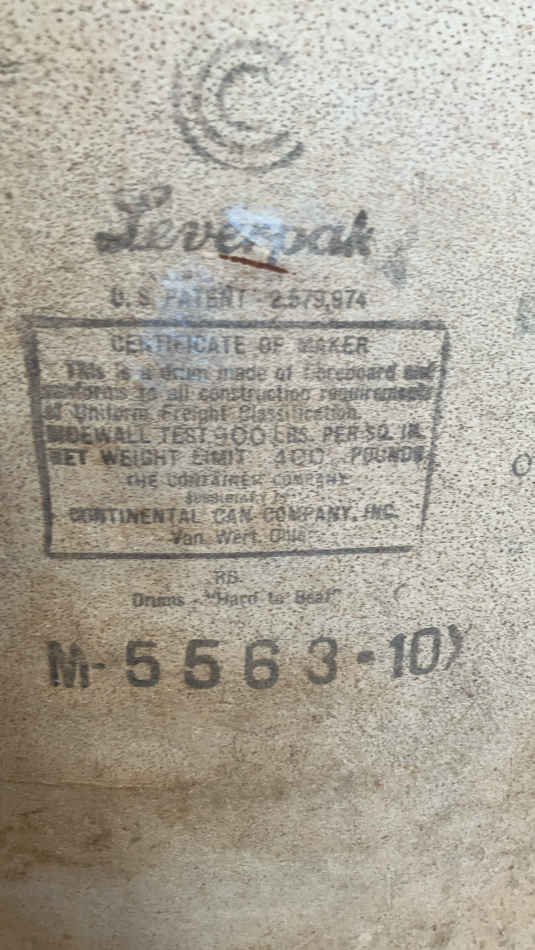 Leverpak
U.S. PATENT 2,579,974
CERTIFICATE OF MAKER
This is a drum made of fibreboard and
conforms to all construction requirements
of Uniform Freight Classification.
SIDEWALL TEST 900 LBS. PER SQ. IN.
NET WEIGHT LIMIT 400 POUNDS
THE CONTAINER COMPANY
SUBSIDIARY OF
CONTINENTAL CAN COMPANY, INC.
Van Wert, Ohio
Drums - "Hard to Beat"
M-5563-10